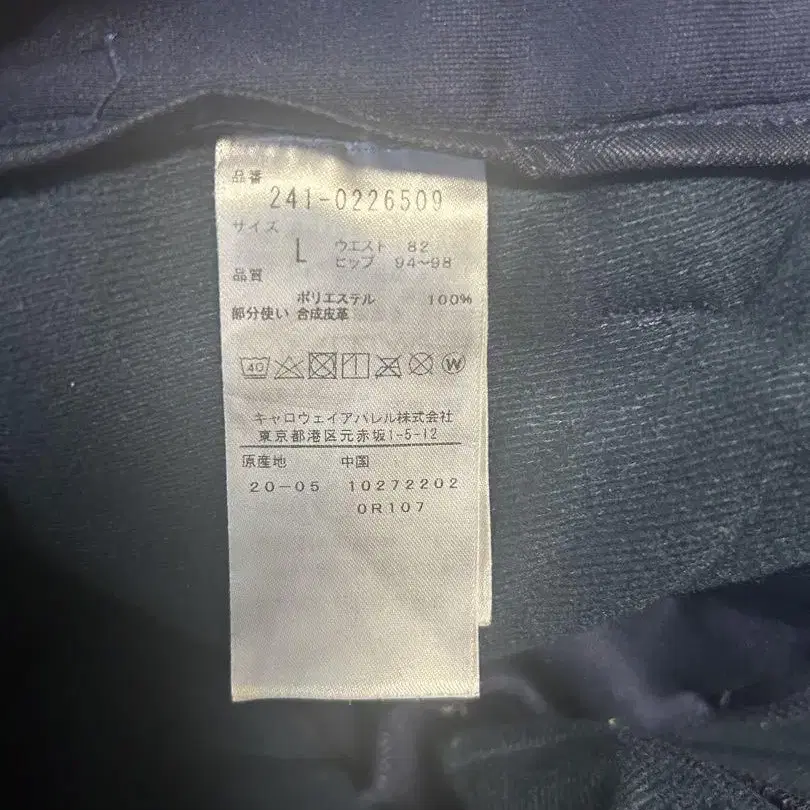 品番
241-0226509
サイズ
L ウエスト 82
ヒップ 94~98
品質
ポリエステル 100%
部分使い 合成皮革
40 W
キャロウェイアパレル株式会社
東京都港区元赤坂1-5-12
原産地 中国
20-05 10272202
0R107